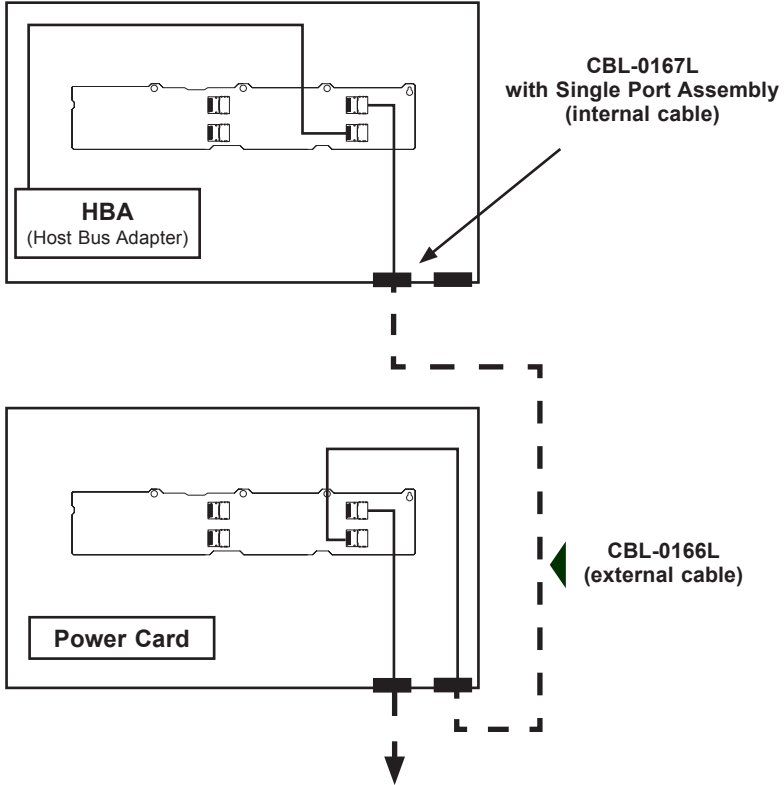 CBL-0167L
with Single Port Assembly
(internal cable)
HBA
(Host Bus Adapter)
CBL-0166L
(external cable)
Power Card